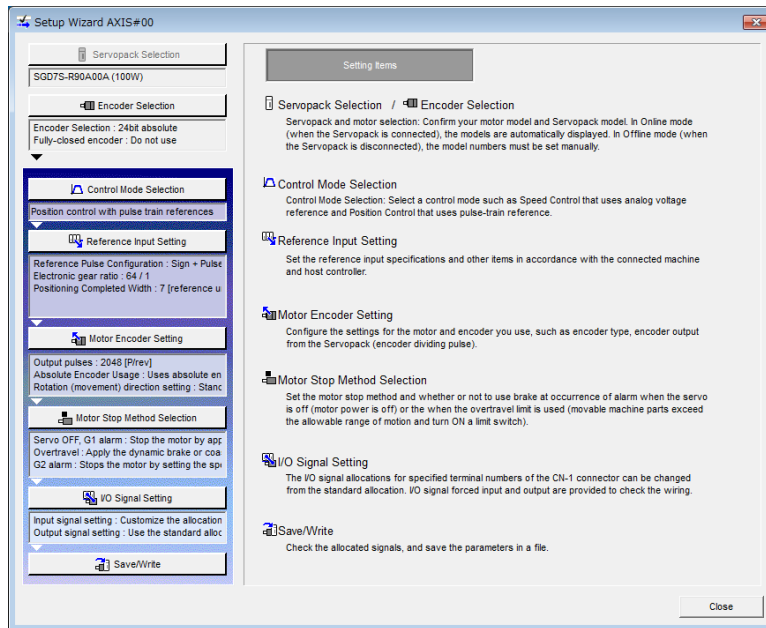 Setup Wizard AXIS#00
Servopack Selection
SGD7S-R90A00A (100W)
Encoder Selection
Encoder Selection : 24bit absolute
Fully-closed encoder : Do not use
Control Mode Selection
Position control with pulse train references
Reference Input Setting
Reference Pulse Configuration : Sign + Pulse
Electronic gear ratio : 64 / 1
Positioning Completed Width : 7 [reference u
Motor Encoder Setting
Output pulses : 2048 [P/rev]
Absolute Encoder Usage : Uses absolute en
Rotation (movement) direction setting : Stanc
Motor Stop Method Selection
Servo OFF, G1 alarm : Stop the motor by app
Overtravel : Apply the dynamic brake or coa
G2 alarm : Stops the motor by setting the spe
I/O Signal Setting
Input signal setting : Customize the allocation
Output signal setting : Use the standard alloc
Save/Write
Setting Items
Servopack Selection / Encoder Selection
Servopack and motor selection: Confirm your motor model and Servopack model. In Online mode
(when the Servopack is connected), the models are automatically displayed. In Offline mode (when
the Servopack is disconnected), the model numbers must be set manually.
Control Mode Selection
Control Mode Selection: Select a control mode such as Speed Control that uses analog voltage
reference and Position Control that uses pulse-train reference.
Reference Input Setting
Set the reference input specifications and other items in accordance with the connected machine
and host controller.
Motor Encoder Setting
Configure the settings for the motor and encoder you use, such as encoder type, encoder output
from the Servopack (encoder dividing pulse).
Motor Stop Method Selection
Set the motor stop method and whether or not to use brake at occurrence of alarm when the servo
is off (motor power is off) or the when the overtravel limit is used (movable machine parts exceed
the allowable range of motion and turn ON a limit switch).
I/O Signal Setting
The I/O signal allocations for specified terminal numbers of the CN-1 connector can be changed
from the standard allocation. I/O signal forced input and output are provided to check the wiring.
Save/Write
Check the allocated signals, and save the parameters in a file.
Close